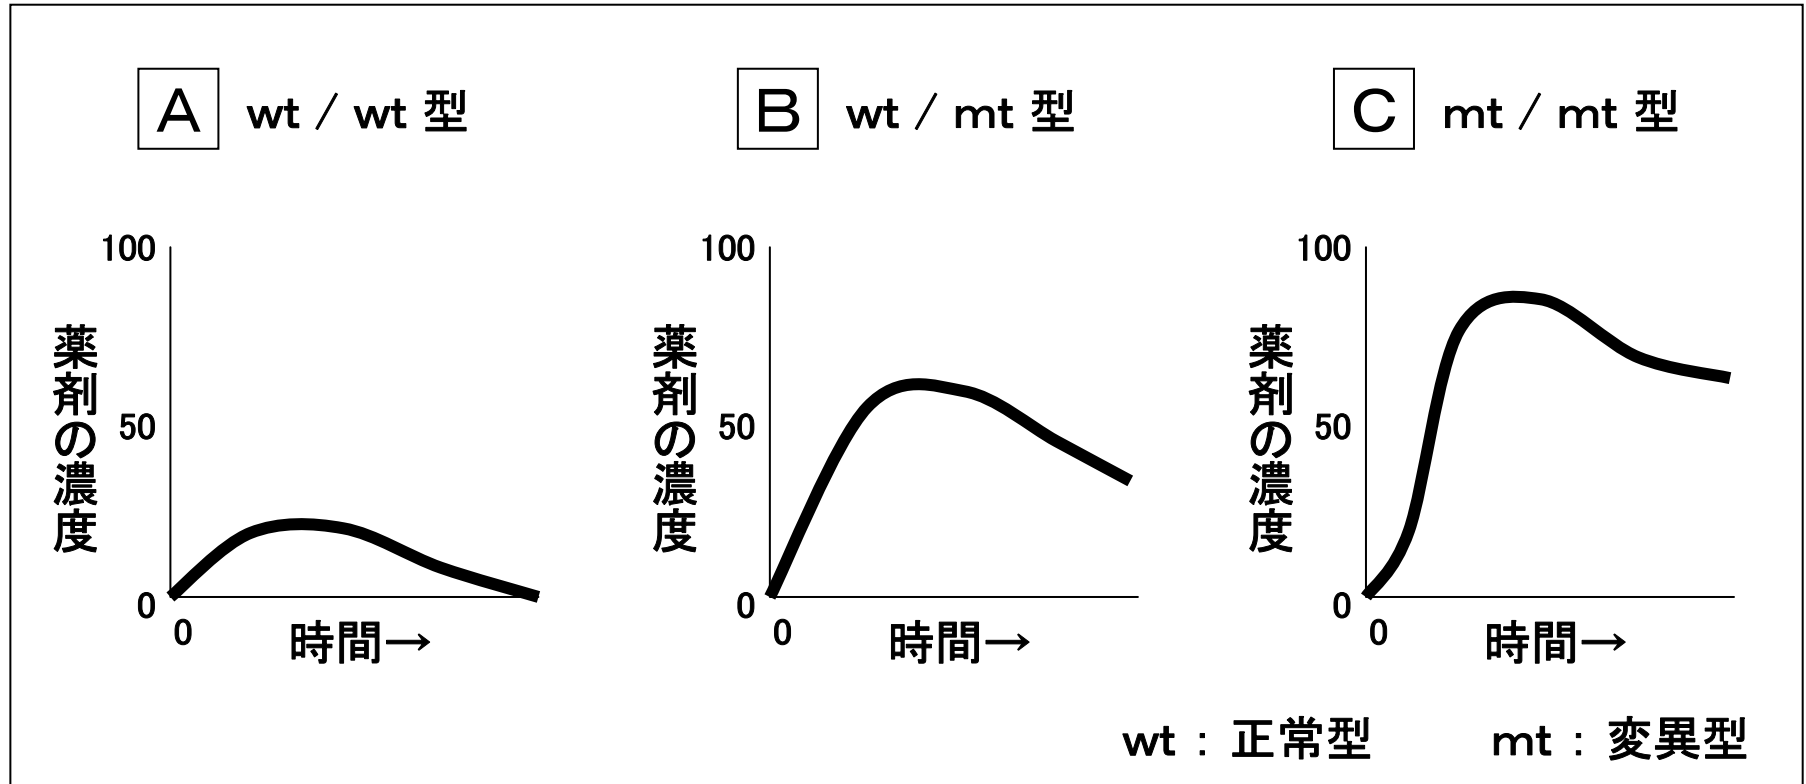 A wt / wt 型
B wt / mt 型
C mt / mt 型
100
50
0
薬剤の濃度
0
時間→
100
50
0
薬剤の濃度
0
時間→
100
50
0
薬剤の濃度
0
時間→
wt : 正常型
mt : 変異型